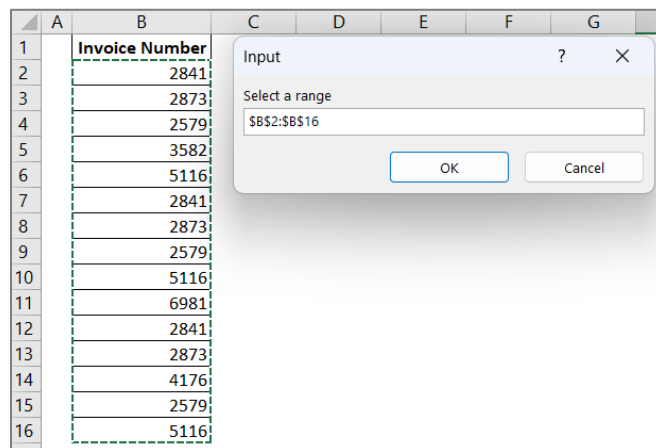 A B C D E F G
1 Invoice Number
2 2841
3 2873
4 2579
5 3582
6 5116
7 2841
8 2873
9 2579
10 5116
11 6981
12 2841
13 2873
14 4176
15 2579
16 5116
Input ?
Select a range
$B$2:$B$16
OK Cancel